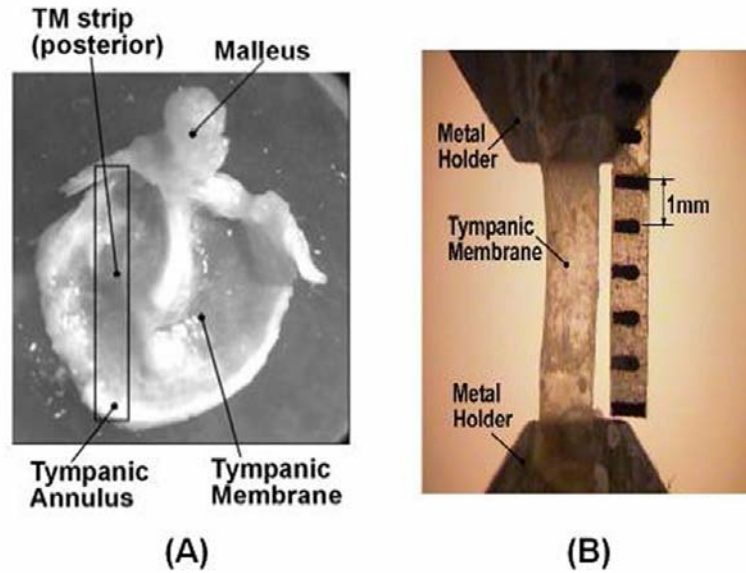 TM strip
(posterior)
Malleus
Tympanic
Annulus
Tympanic
Membrane
(A)
Metal
Holder
1mm
Tympanic
Membrane
Metal
Holder
(B)